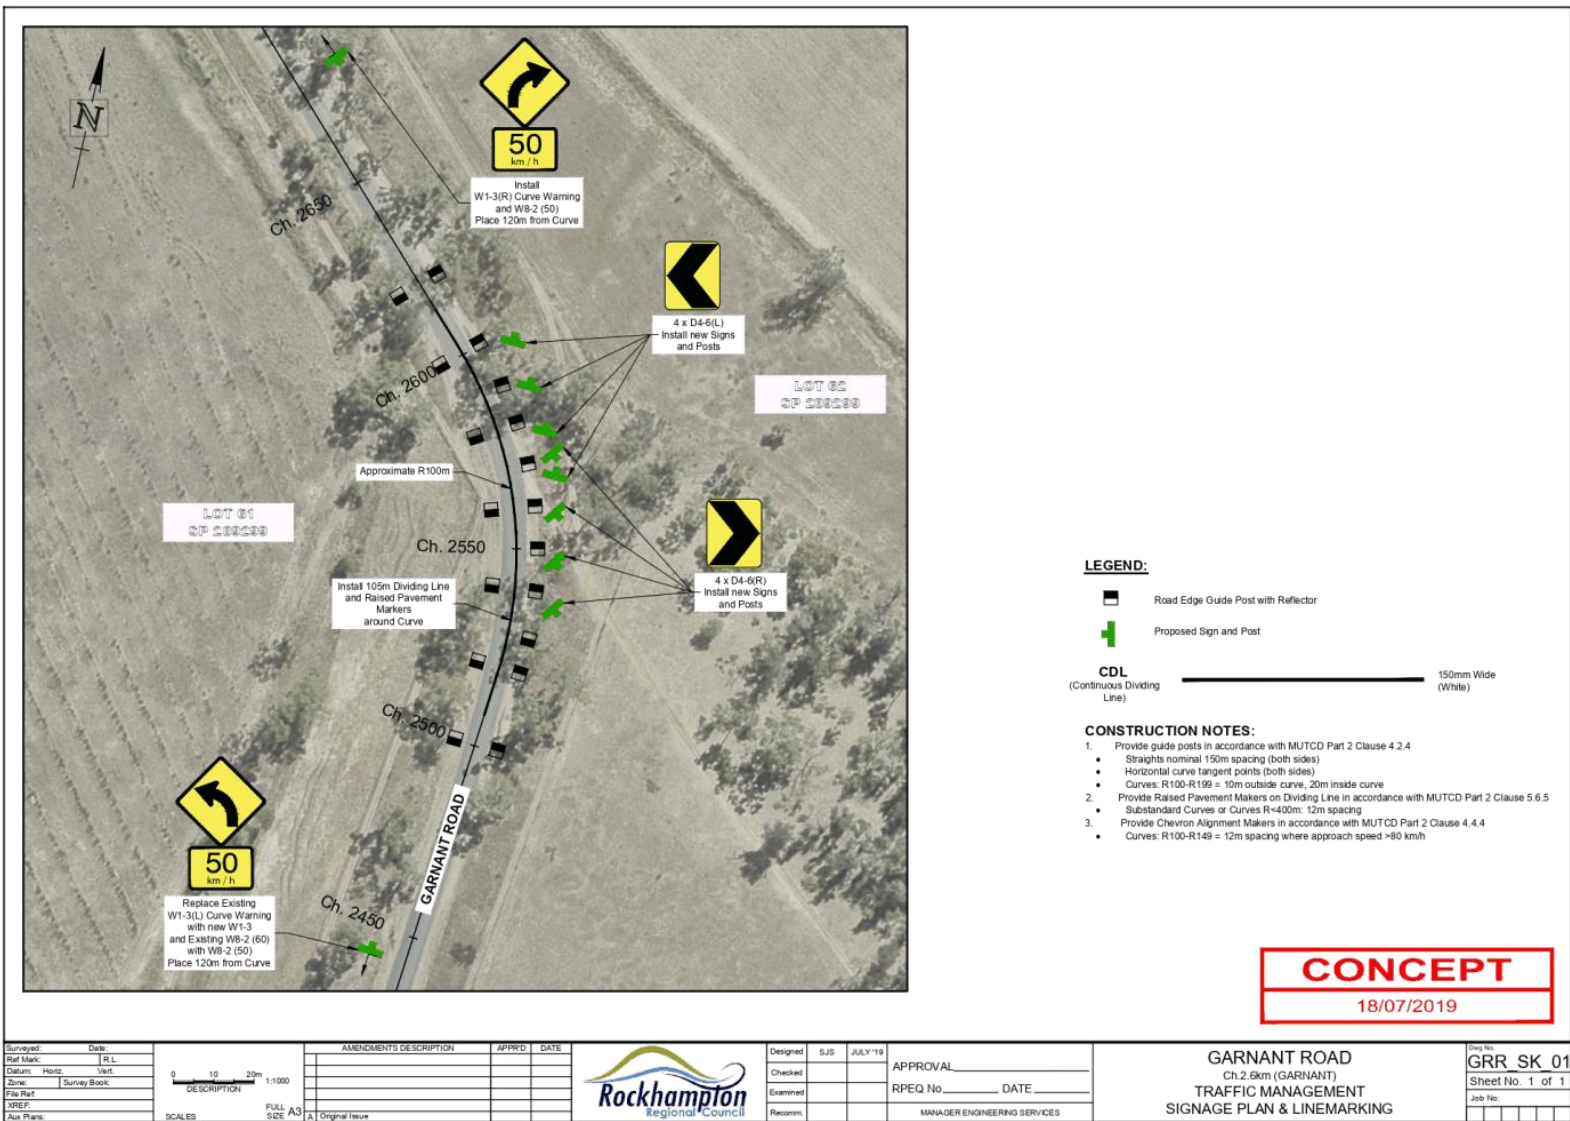 N
50
km / h
Install
W1-3(R) Curve Warning
and W8-2 (50)
Place 120m from Curve
Ch. 2650
4 x D4-6(L)
Install new Signs
and Posts
Ch. 2600
LOT 62
SP 289299
Approximate R100m
LOT 61
SP 289299
Ch. 2550
Install 105m Dividing Line
and Raised Pavement
Markers
around Curve
4 x D4-6(R)
Install new Signs
and Posts
Ch. 2500
GARNANT ROAD
50
km / h
Replace Existing
W1-3(L) Curve Warning
with new W1-3
and Existing W8-2 (60)
with W8-2 (50)
Place 120m from Curve
Ch. 2450
LEGEND:
Road Edge Guide Post with Reflector
Proposed Sign and Post
CDL
(Continuous Dividing
Line)
150mm Wide
(White)
CONSTRUCTION NOTES:
1. Provide guide posts in accordance with MUTCD Part 2 Clause 4.2.4
• Straights nominal 150m spacing (both sides)
• Horizontal curve tangent points (both sides)
• Curves: R100-R199 = 10m outside curve, 20m inside curve
2. Provide Raised Pavement Makers on Dividing Line in accordance with MUTCD Part 2 Clause 5.6.5
• Substandard Curves or Curves R<400m: 12m spacing
3. Provide Chevron Alignment Makers in accordance with MUTCD Part 2 Clause 4.4.4
• Curves: R100-R149 = 12m spacing where approach speed >80 km/h
CONCEPT
18/07/2019
Surveyed: Date:
Ref Mark: R.L
Datum: Horiz. Vert.
Zone: Survey Book:
File Ref:
XREF:
Aux Plans:
0 10 20m 1:1000
DESCRIPTION
SCALES
FULL SIZE A3
AMENDMENTS DESCRIPTION APPR'D DATE
A Original Issue
Rockhampton
Regional Council
Designed SJS JULY '19
Checked
Examined
Recomm.
APPROVAL
RPEQ No DATE
MANAGER ENGINEERING SERVICES
GARNANT ROAD
Ch.2.6km (GARNANT)
TRAFFIC MANAGEMENT
SIGNAGE PLAN & LINEMARKING
Dwg No.
GRR_SK_01
Sheet No. 1 of 1
Job No: